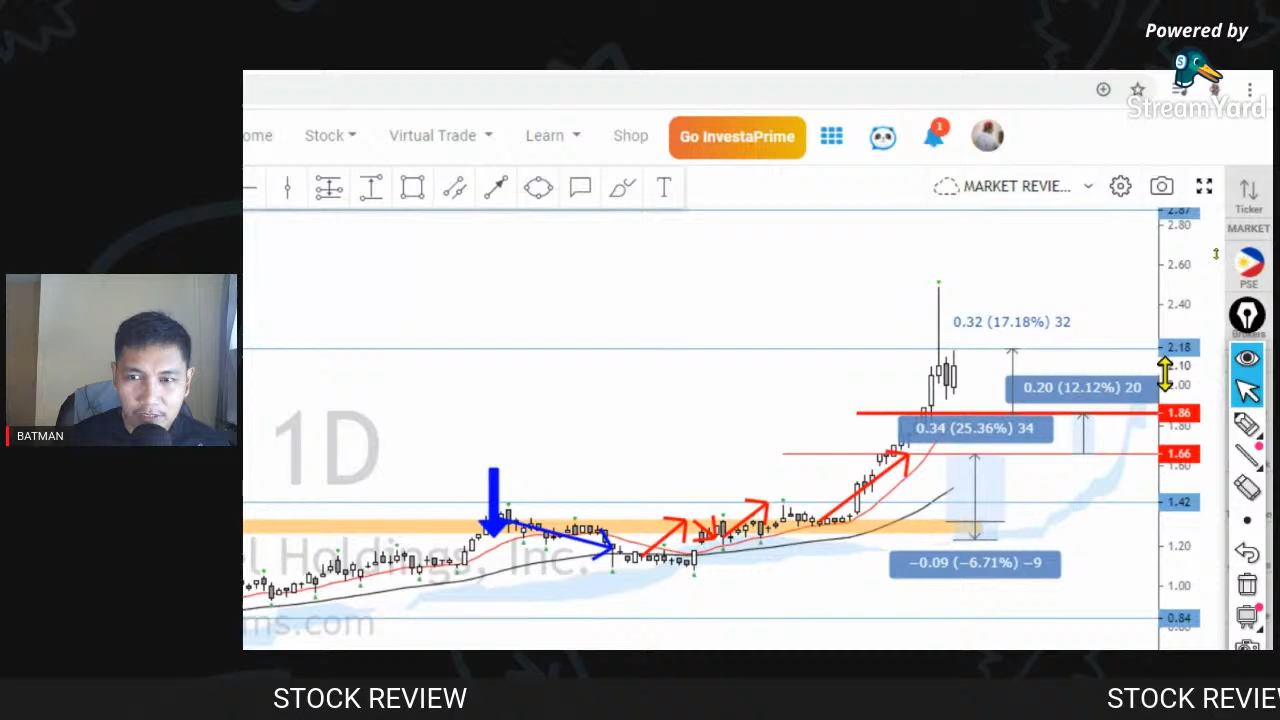 Powered by
StreamYard
ome Stock Virtual Trade Learn Shop Go InvestaPrime 1
T MARKET REVIE... Ticker
MARKET
PSE
Brokers
2.87
2.80
2.60
2.40
0.32 (17.18%) 32
2.18
2.10
2.00
0.20 (12.12%) 20
1.86
1.80
0.34 (25.36%) 34
1.66
1.60
1D
1.42
1.20
l Holdings, Inc.
−0.09 (−6.71%) −9
1.00
0.84
ms.com
BATMAN
STOCK REVIEW
STOCK REVIEW